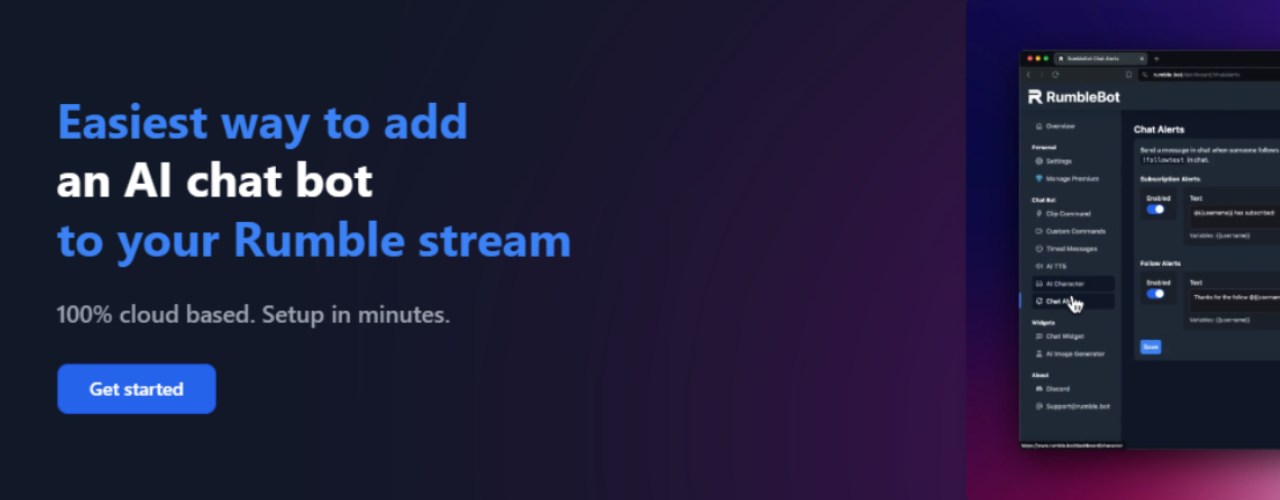 Easiest way to add
an AI chat bot
to your Rumble stream
100% cloud based. Setup in minutes.
Get started
RumbleBot Chat Alerts
rumble.bot/dashboard/chatalerts
RumbleBot
Overview
Personal
Settings
Manage Premium
Chat Bot
Clip Command
Custom Commands
Timed Messages
AI TTS
AI Character
Chat Al
Widgets
Chat Widget
AI Image Generator
About
Discord
Support@rumble.bot
Chat Alerts
Send a message in chat when someone follows
!followtest in chat.
Subscription Alerts
Enabled
Text
@{{username}} has subscribed!
Variables: {{username}}
Follow Alerts
Enabled
Text
Thanks for the follow @{{usernam
Variables: {{username}}
Save
https://www.rumble.bot/dashboard/character